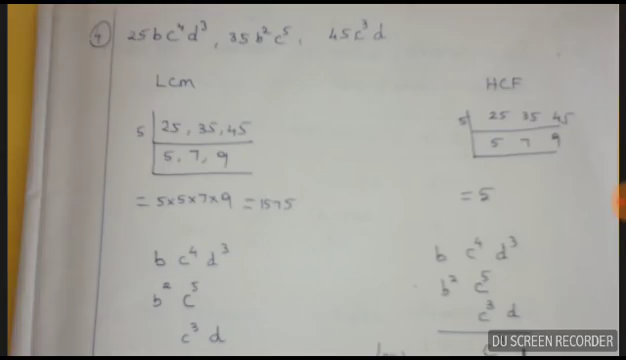 4 25bc⁴d³, 35b²c⁵, 45c³d
Lcm HCF
5 25, 35, 45 5 25 35 45
5, 7, 9 5 7 9
= 5×5×7×9 = 1575 = 5
b c⁴ d³ b c⁴ d³
b² c⁵ b² c⁵
c³ d c³ d
DU SCREEN RECORDER